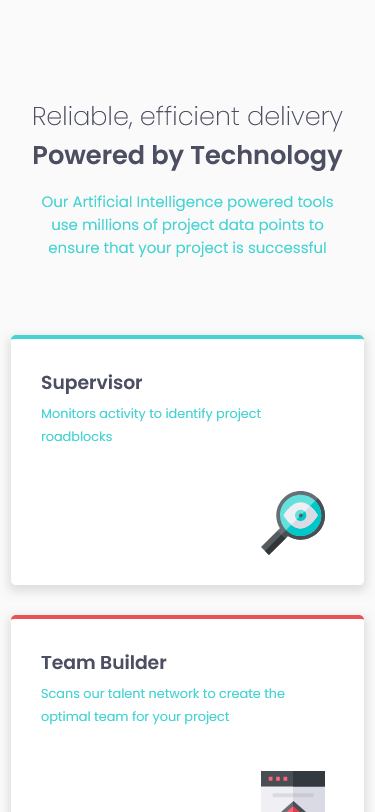 Reliable, efficient delivery
Powered by Technology
Our Artificial Intelligence powered tools
use millions of project data points to
ensure that your project is successful
Supervisor
Monitors activity to identify project
roadblocks
Team Builder
Scans our talent network to create the
optimal team for your project